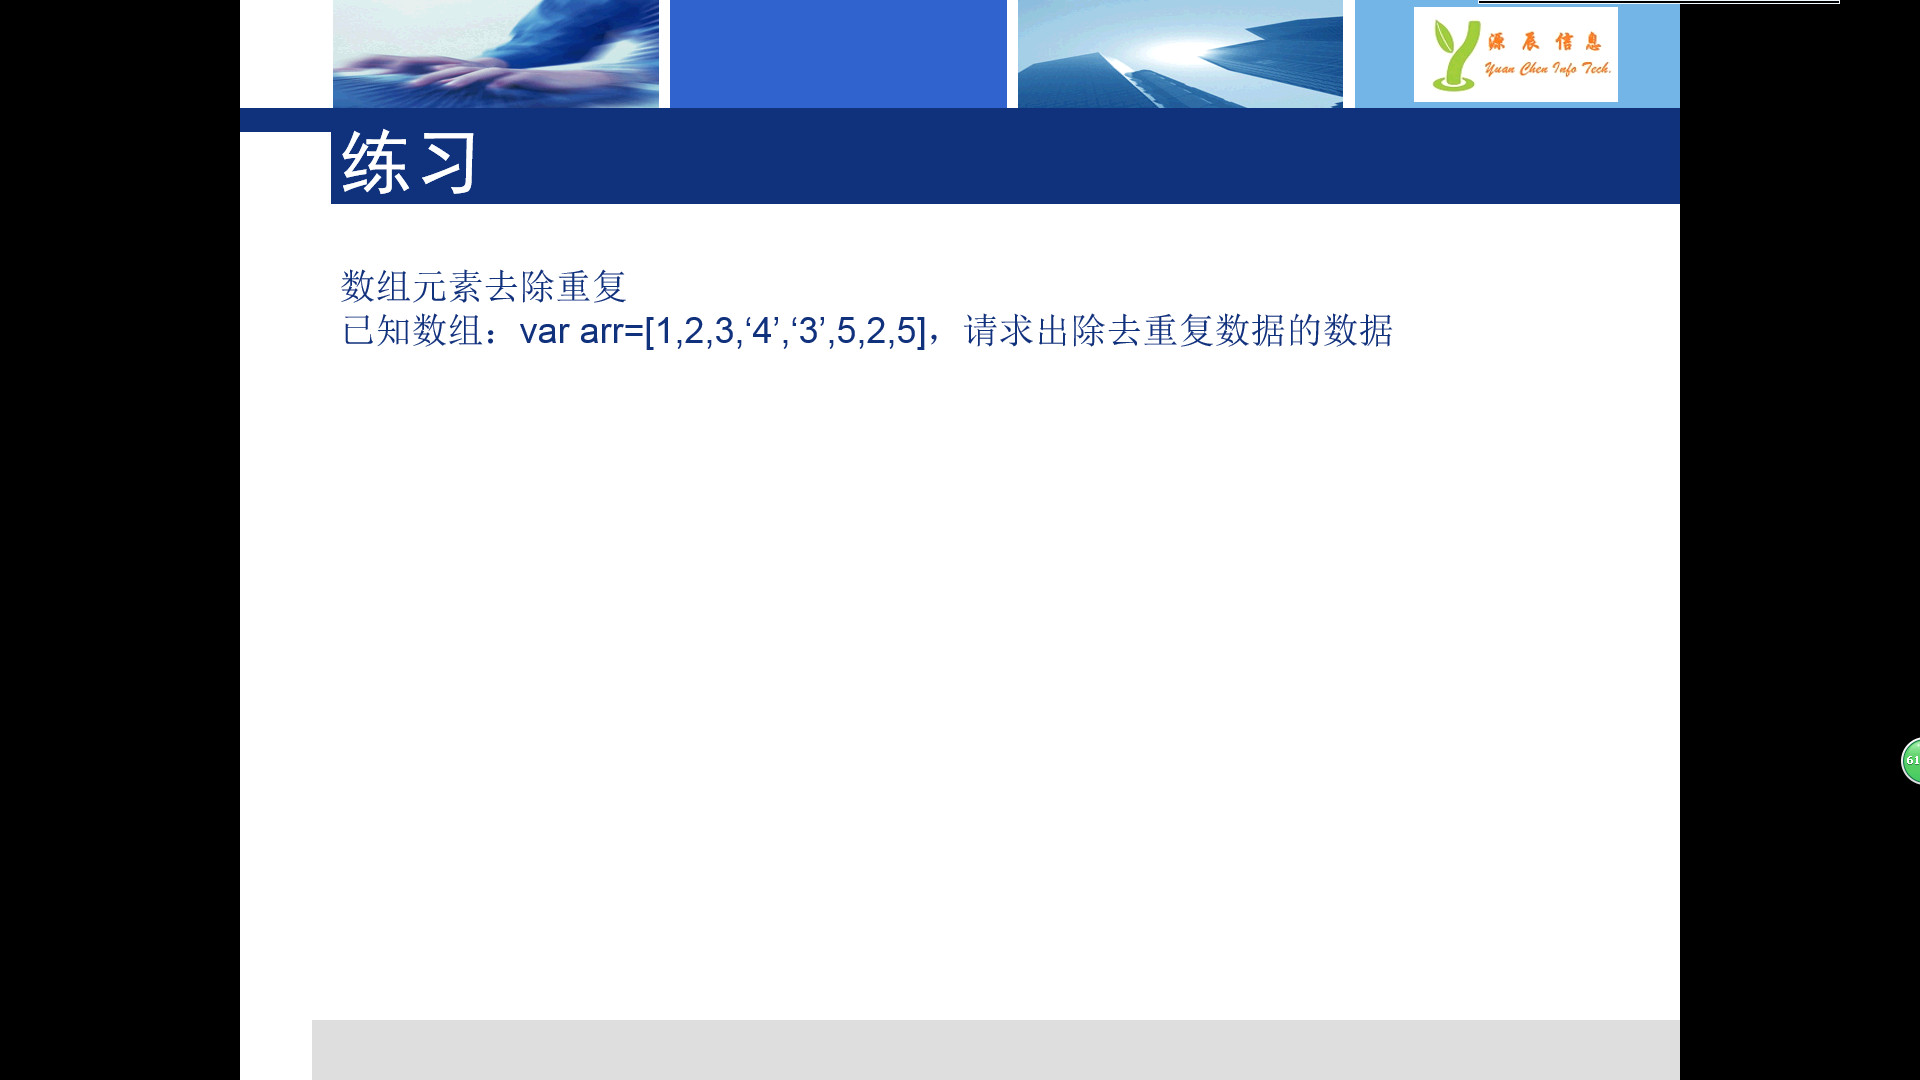 源辰信息
Yuan Chen Info Tech.
练习
数组元素去除重复
已知数组：var arr=[1,2,3,‘4’,‘3’,5,2,5]，请求出除去重复数据的数据
61